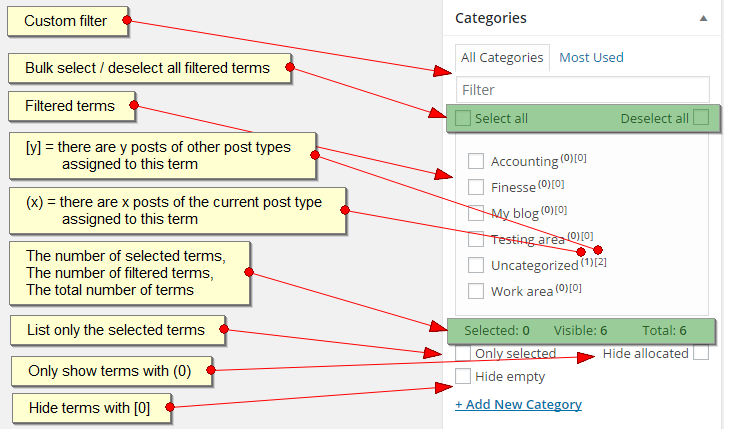 Custom filter
Bulk select / deselect all filtered terms
Filtered terms
[y] = there are y posts of other post types
assigned to this term
(x) = there are x posts of the current post type
assigned to this term
The number of selected terms,
The number of filtered terms,
The total number of terms
List only the selected terms
Only show terms with (0)
Hide terms with [0]
Categories
All Categories Most Used
Filter
Select all Deselect all
Accounting (0)[0]
Finesse (0)[0]
My blog (0)[0]
Testing area (0)[0]
Uncategorized (1)[2]
Work area (0)[0]
Selected: 0 Visible: 6 Total: 6
Only selected Hide allocated
Hide empty
+ Add New Category